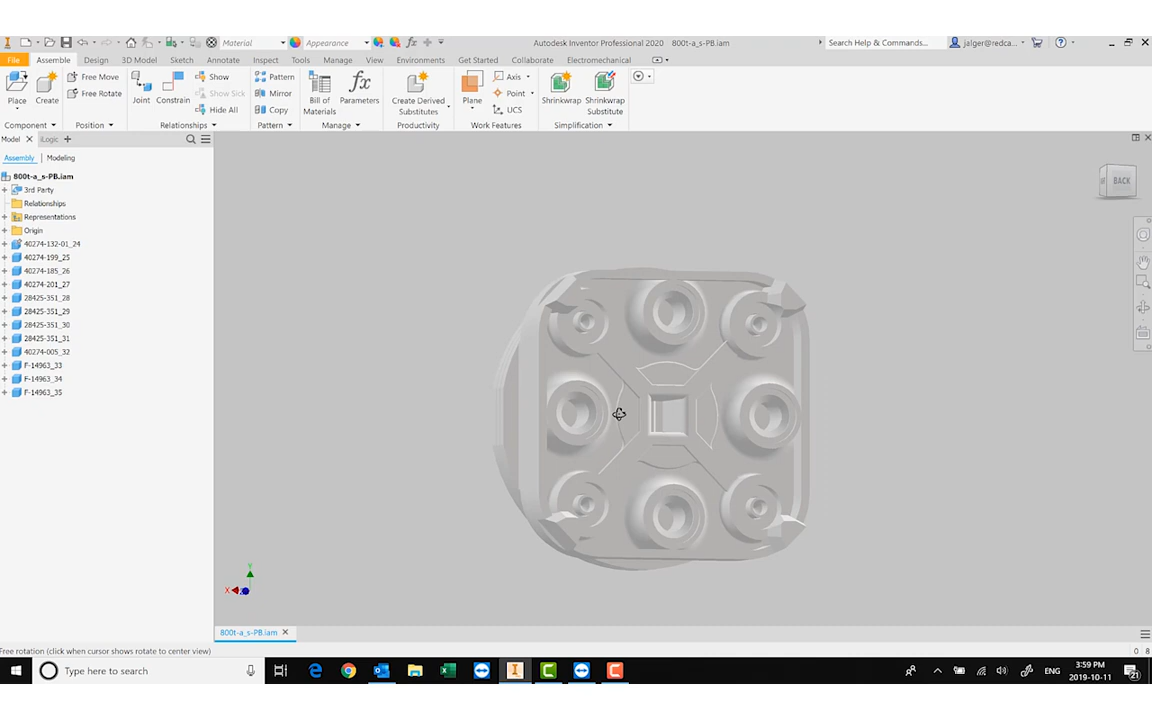 Material
Appearance
Autodesk Inventor Professional 2020 800t-a_s-PB.iam
Search Help & Commands...
jalger@redca...
File Assemble Design 3D Model Sketch Annotate Inspect Tools Manage View Environments Get Started Collaborate Electromechanical
Place
Create
Free Move
Free Rotate
Joint
Constrain
Show
Show Sick
Hide All
Pattern
Mirror
Copy
Bill of
Materials
Parameters
Create Derived
Substitutes
Plane
Axis
Point
UCS
Shrinkwrap
Shrinkwrap
Substitute
Component Position Relationships Pattern Manage Productivity Work Features Simplification
Model iLogic
Assembly Modeling
800t-a_s-PB.iam
3rd Party
Relationships
Representations
Origin
40274-132-01_24
40274-199_25
40274-185_26
40274-201_27
28425-351_28
28425-351_29
28425-351_30
28425-351_31
40274-005_32
F-14963_33
F-14963_34
F-14963_35
BACK
Y
X
800t-a_s-PB.iam
Free rotation (click when cursor shows rotate to center view)
0 8
Type here to search
ENG
3:59 PM
2019-10-11
21